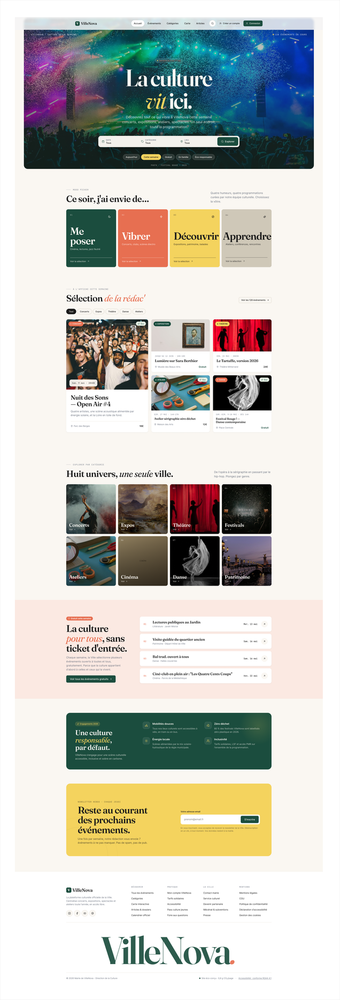 VilleNova
Accueil
Événements
Catégories
Carte
Articles
Créer un compte
Connexion
128 ÉVÉNEMENTS EN COURS
La culture
vit ici.
Découvrez tout ce qui vibre à VilleNova cette semaine
concerts, expositions, ateliers, spectacles. Un seul endroit,
toute la programmation.
DATE
Tous
CATÉGORIE
Tous
LIEU
Tous
Explorer
Aujourd'hui
Cette semaine
Gratuit
En famille
Éco-responsable
MOOD PICKER
Ce soir, j'ai envie de…
Quatre humeurs, quatre programmations
curées par notre équipe culturelle. Choisissez
la vôtre.
01
Me
poser
Cinéma, lectures, jazz feutré
Voir la sélection
02
Vibrer
Concerts, clubs, scènes électro
Voir la sélection
03
Découvrir
Expositions, patrimoine, balades
Voir la sélection
04
Apprendre
Ateliers, conférences, rencontres
Voir la sélection
À L'AFFICHE CETTE SEMAINE
Sélection de la rédac'
Voir les 128 événements
Tout
Concerts
Expos
Théâtre
Danse
Ateliers
CONCERT
Éco
Sam. 9 mai · 20h00
Nuit des Sons
— Open Air #4
Quatre artistes, une scène acoustique alimentée par
énergie solaire, et la Loire en toile de fond.
Parc des Berges
18€
EXPOSITION
JUSQU'AU 12 JUIN · 10H-18H
Lumière sur Sara Berthier
Musée des Beaux-Arts
Gratuit
THÉÂTRE
Le Tartuffe, version 2026
Théâtre Mitterrand
24€
ATELIER
Éco
DIM. 17 MAI · 14H-17H
Atelier sérigraphie zéro déchet
Maison des Arts
12€
DANSE
Éco
Festival Bouge ! —
Danse contemporaine
Place Centrale
Gratuit
EXPLORER PAR CATÉGORIE
Huit univers, une seule ville.
De l'opéra à la sérigraphie en passant par le
hip-hop. Plongez par genre.
01
Concerts
Voir
02
Expos
Voir
03
Théâtre
Voir
04
Festivals
Voir
Ateliers
Voir
06
Cinéma
Voir
07
Danse
Voir
08
Patrimoine
Voir
Gratuit cette semaine
La culture
pour tous, sans
ticket d'entrée.
Chaque semaine, la Ville sélectionne plusieurs
événements ouverts à toutes et tous,
gratuitement. Parce que la culture appartient
d'abord à celles et ceux qui la vivent.
Voir tous les événements gratuits
01
Lectures publiques au Jardin
Littérature · Jardin Massé
Mer. 13 mai
02
Visite guidée du quartier ancien
Patrimoine · Départ Hôtel de Ville
Sam. 16 mai
03
Bal trad. ouvert à tous
Danse · Halles couvertes
Sam. 16 mai
04
Ciné-club en plein air : "Les Quatre Cents Coups"
Cinéma · Parvis de la Médiathèque
Ven. 22 mai
Engagements 2026
Une culture
responsable,
par défaut.
VilleNova s'engage pour une scène culturelle
accessible, inclusive et sobre en carbone.
Mobilités douces
Tous nos lieux culturels sont accessibles à
vélo, en tram ou en bus.
Zéro déchet
80 % des festivals VilleNova sont labellisés
zéro plastique en 2026.
Énergie locale
Scènes alimentées par le mix solaire-
hydraulique de la régie municipale.
Inclusivité
Tarifs solidaires, LSF et accès PMR sur
l'ensemble de la programmation.
NEWSLETTER HEBDO · CHAQUE JEUDI
Reste au courant
des prochains
événements.
Une fois par semaine, notre rédaction vous envoie 7
événements à ne pas manquer. Pas de spam, pas de pub.
Votre adresse email
prenom@email.fr
S'inscrire
En vous inscrivant, vous acceptez de recevoir la newsletter de la Ville. Désinscription
en un clic, à tout moment. Vos données restent à la mairie.
VilleNova
La plateforme culturelle officielle de la Ville.
Centralise concerts, expositions, spectacles et
ateliers toute l'année, en accès libre.
DÉCOUVRIR
Tous les événements
Catégories
Carte interactive
Articles & dossiers
Calendrier officiel
PRATIQUE
Mon compte VilleNova
Tarifs solidaires
Accessibilité
Pass culture jeunes
Foire aux questions
LA VILLE
Contact mairie
Service culturel
Devenir partenaire
Mécénat & subventions
Presse
MENTIONS
Mentions légales
CGU
Politique de confidentialité
Déclaration d'accessibilité
Gestion des cookies
VilleNova.
© 2026 Mairie de VilleNova · Direction de la Culture
Site éco-conçu · 0,8 g CO₂/page
Accessibilité : conforme RGAA 4.1